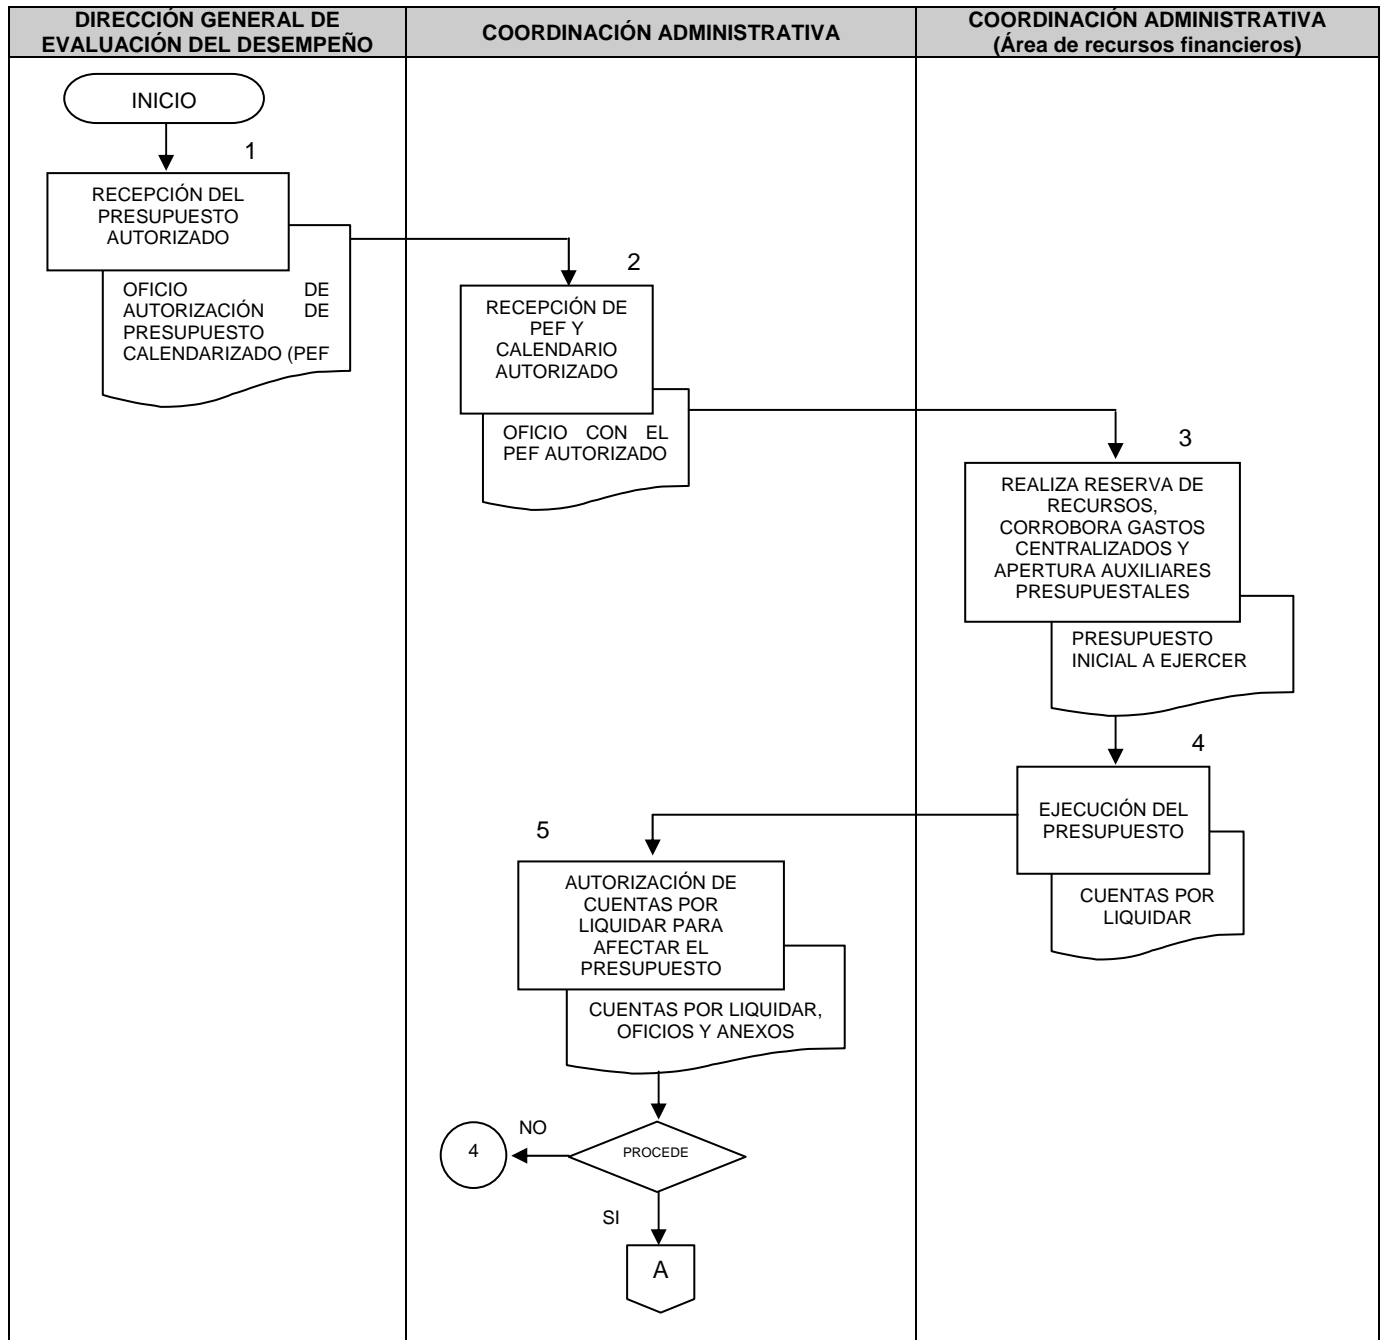 DIRECCIÓN GENERAL DE
EVALUACIÓN DEL DESEMPEÑO
COORDINACIÓN ADMINISTRATIVA
COORDINACIÓN ADMINISTRATIVA
(Área de recursos financieros)
INICIO
1
RECEPCIÓN DEL
PRESUPUESTO
AUTORIZADO
OFICIO DE
AUTORIZACIÓN DE
PRESUPUESTO
CALENDARIZADO (PEF
2
RECEPCIÓN DE
PEF Y
CALENDARIO
AUTORIZADO
OFICIO CON EL
PEF AUTORIZADO
3
REALIZA RESERVA DE
RECURSOS,
CORROBORA GASTOS
CENTRALIZADOS Y
APERTURA AUXILIARES
PRESUPUESTALES
PRESUPUESTO
INICIAL A EJERCER
4
EJECUCIÓN DEL
PRESUPUESTO
CUENTAS POR
LIQUIDAR
5
AUTORIZACIÓN DE
CUENTAS POR
LIQUIDAR PARA
AFECTAR EL
PRESUPUESTO
CUENTAS POR LIQUIDAR,
OFICIOS Y ANEXOS
PROCEDE
NO
4
SI
A